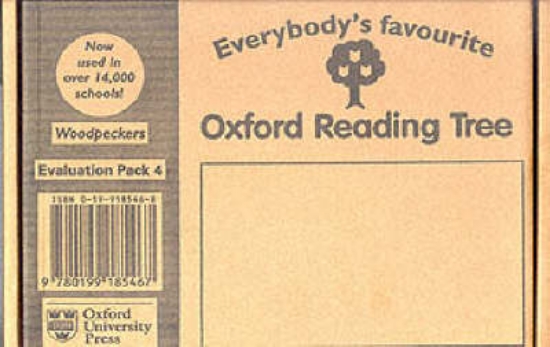 Now
used in
over 14,000
schools!
Woodpeckers
Evaluation Pack 4
ISBN 0-19-918546-8
9 780199 185467
Oxford
University
Press
Everybody's favourite
Oxford Reading Tree